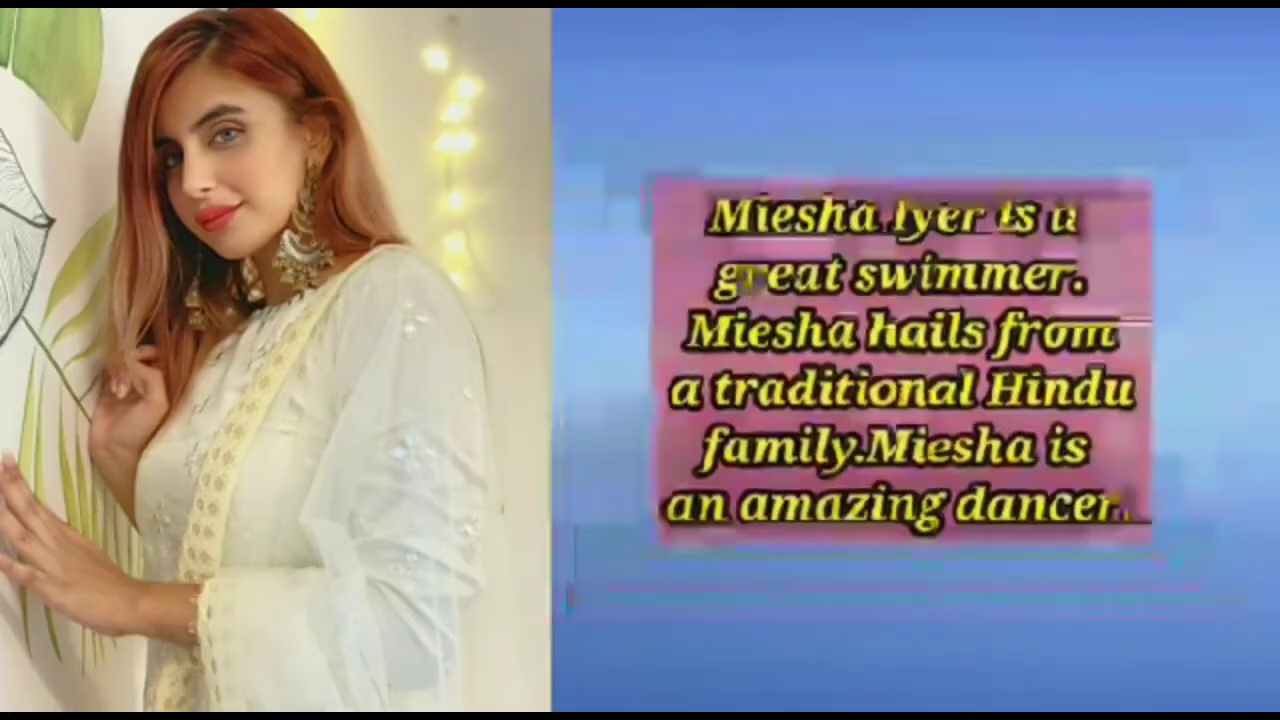 Miesha Iyer is a
great swimmer.
Miesha hails from
a traditional Hindu
family.Miesha is
an amazing dancer.